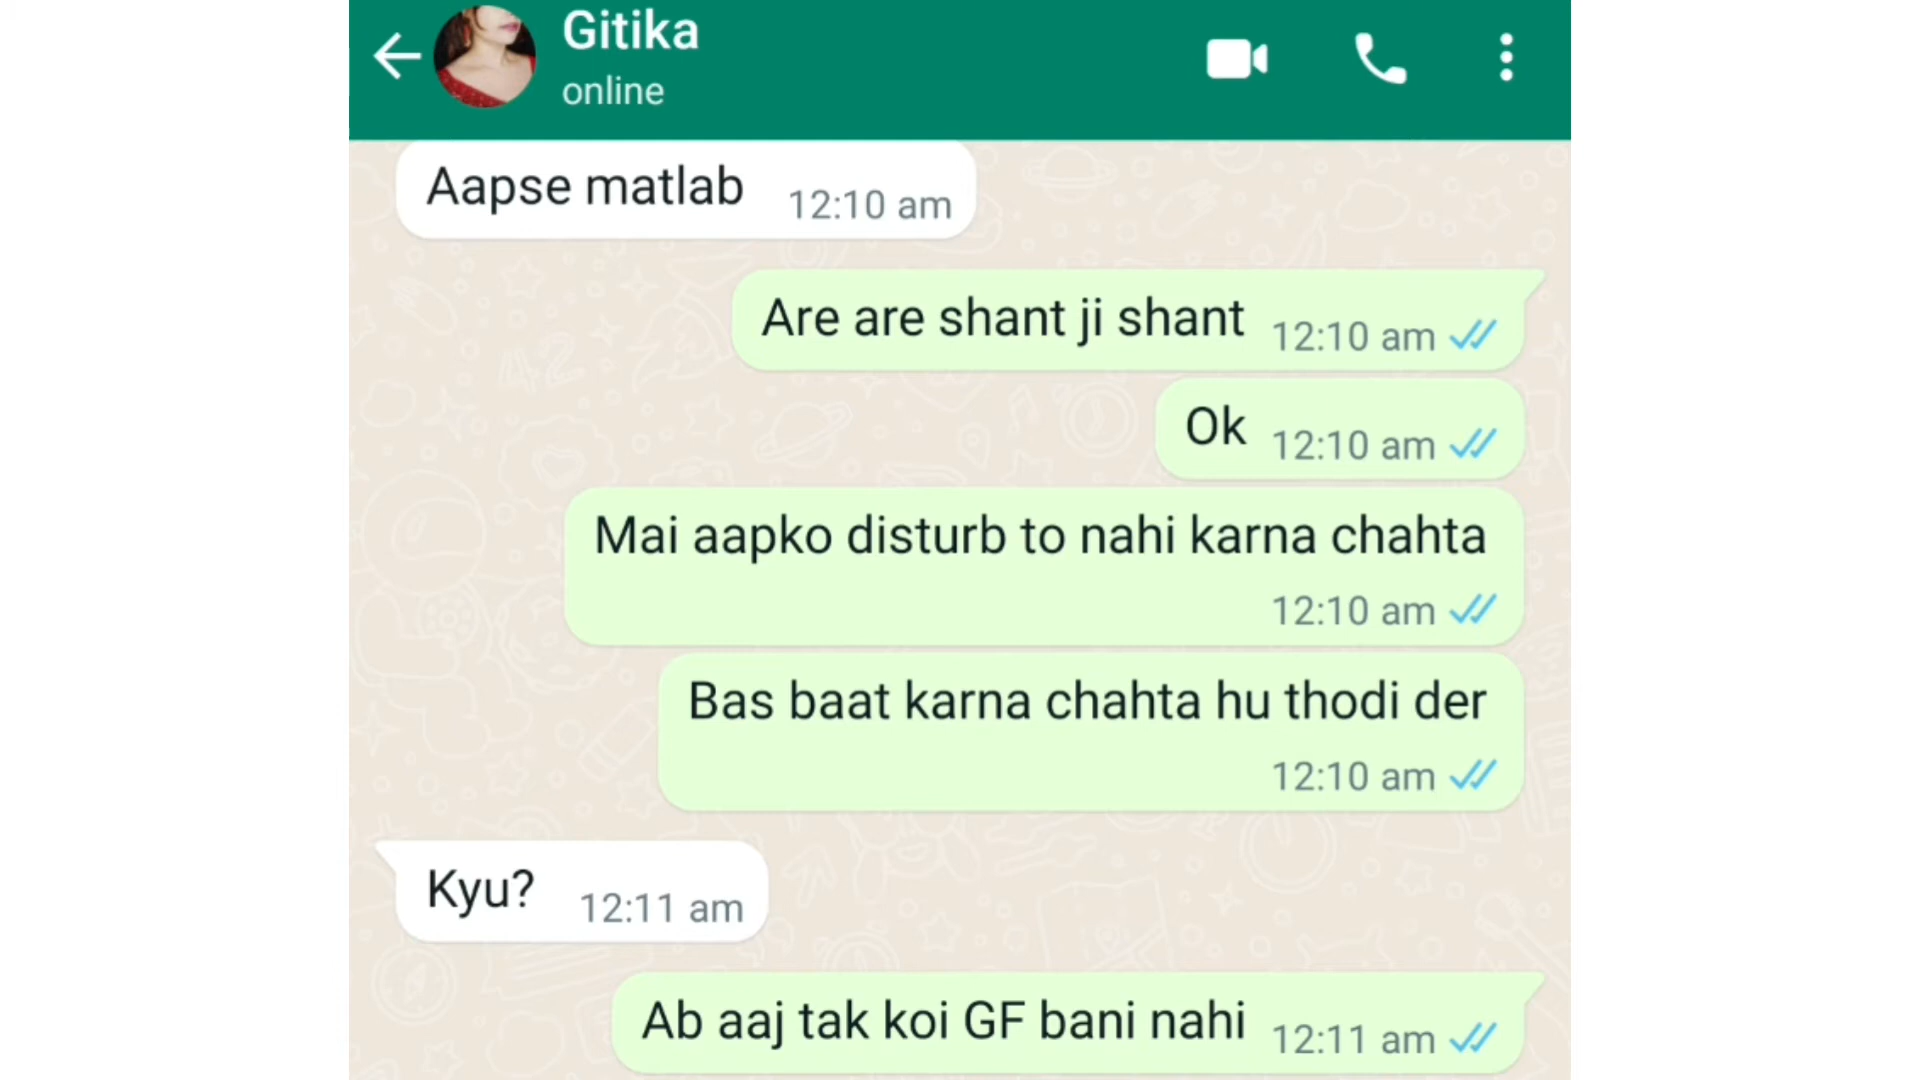 Gitika
online
Aapse matlab 12:10 am
Are are shant ji shant 12:10 am
Ok 12:10 am
Mai aapko disturb to nahi karna chahta
12:10 am
Bas baat karna chahta hu thodi der
12:10 am
Kyu? 12:11 am
Ab aaj tak koi GF bani nahi 12:11 am